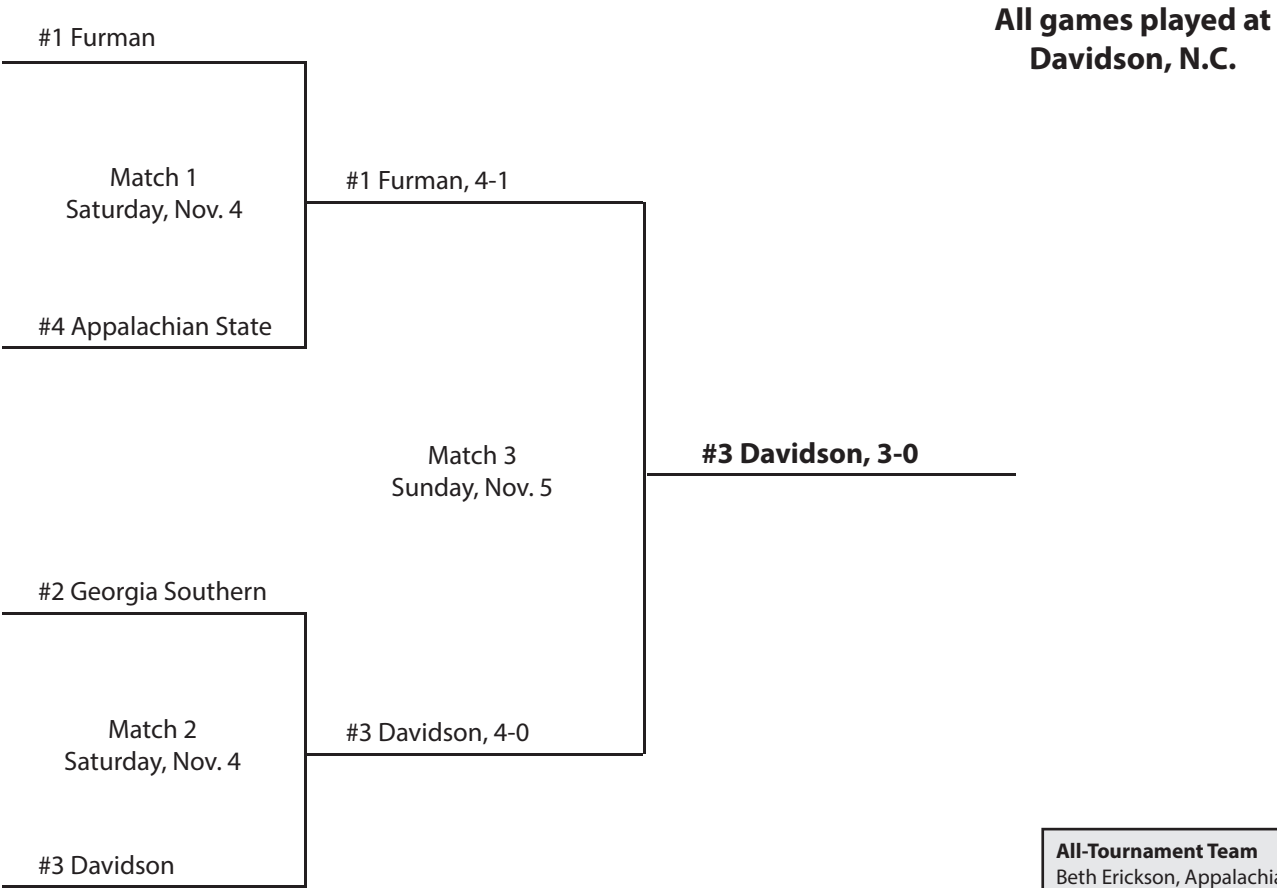 All games played at
Davidson, N.C.
#1 Furman
Match 1
Saturday, Nov. 4
#1 Furman, 4-1
#4 Appalachian State
Match 3
Sunday, Nov. 5
#3 Davidson, 3-0
#2 Georgia Southern
Match 2
Saturday, Nov. 4
#3 Davidson, 4-0
#3 Davidson
All-Tournament Team
Beth Erickson,